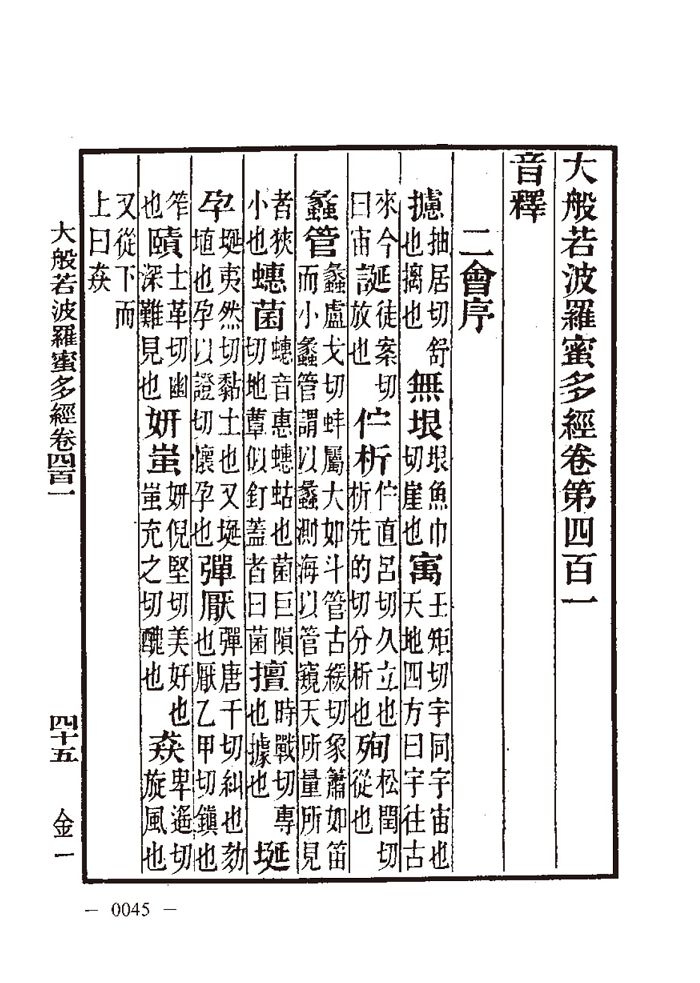 大般若波羅蜜多經卷第四百一
音釋
二會序
攄抽居切舒也摛也無垠垠魚巾切崖也寓王矩切宇同宇宙也天地四方曰宇往古
來今曰宙誕徒案切放也佇析佇直呂切久立也析先的切分析也殉松閏切從也
蠡管蠡盧戈切蚌屬大如斗管古緩切象簫如笛而小蠡管謂以蠡測海以管窺天所量所見
者狹小也蟪菌蟪音惠蟪蛄也菌巨隕切地蕈似釘蓋者曰菌擅時戰切專也據也埏
孕埏夷然切黏土也又埏埴也孕以證切懷孕也彈厭彈唐干切糾也劾也厭乙甲切鎮也
笮也賾士革切幽深難見也妍蚩妍倪堅切美好也蚩充之切醜也猋卑遙切旋風也
又從下而上曰猋
大般若波羅蜜多經卷四百一 四十五 金一
— 0045 —